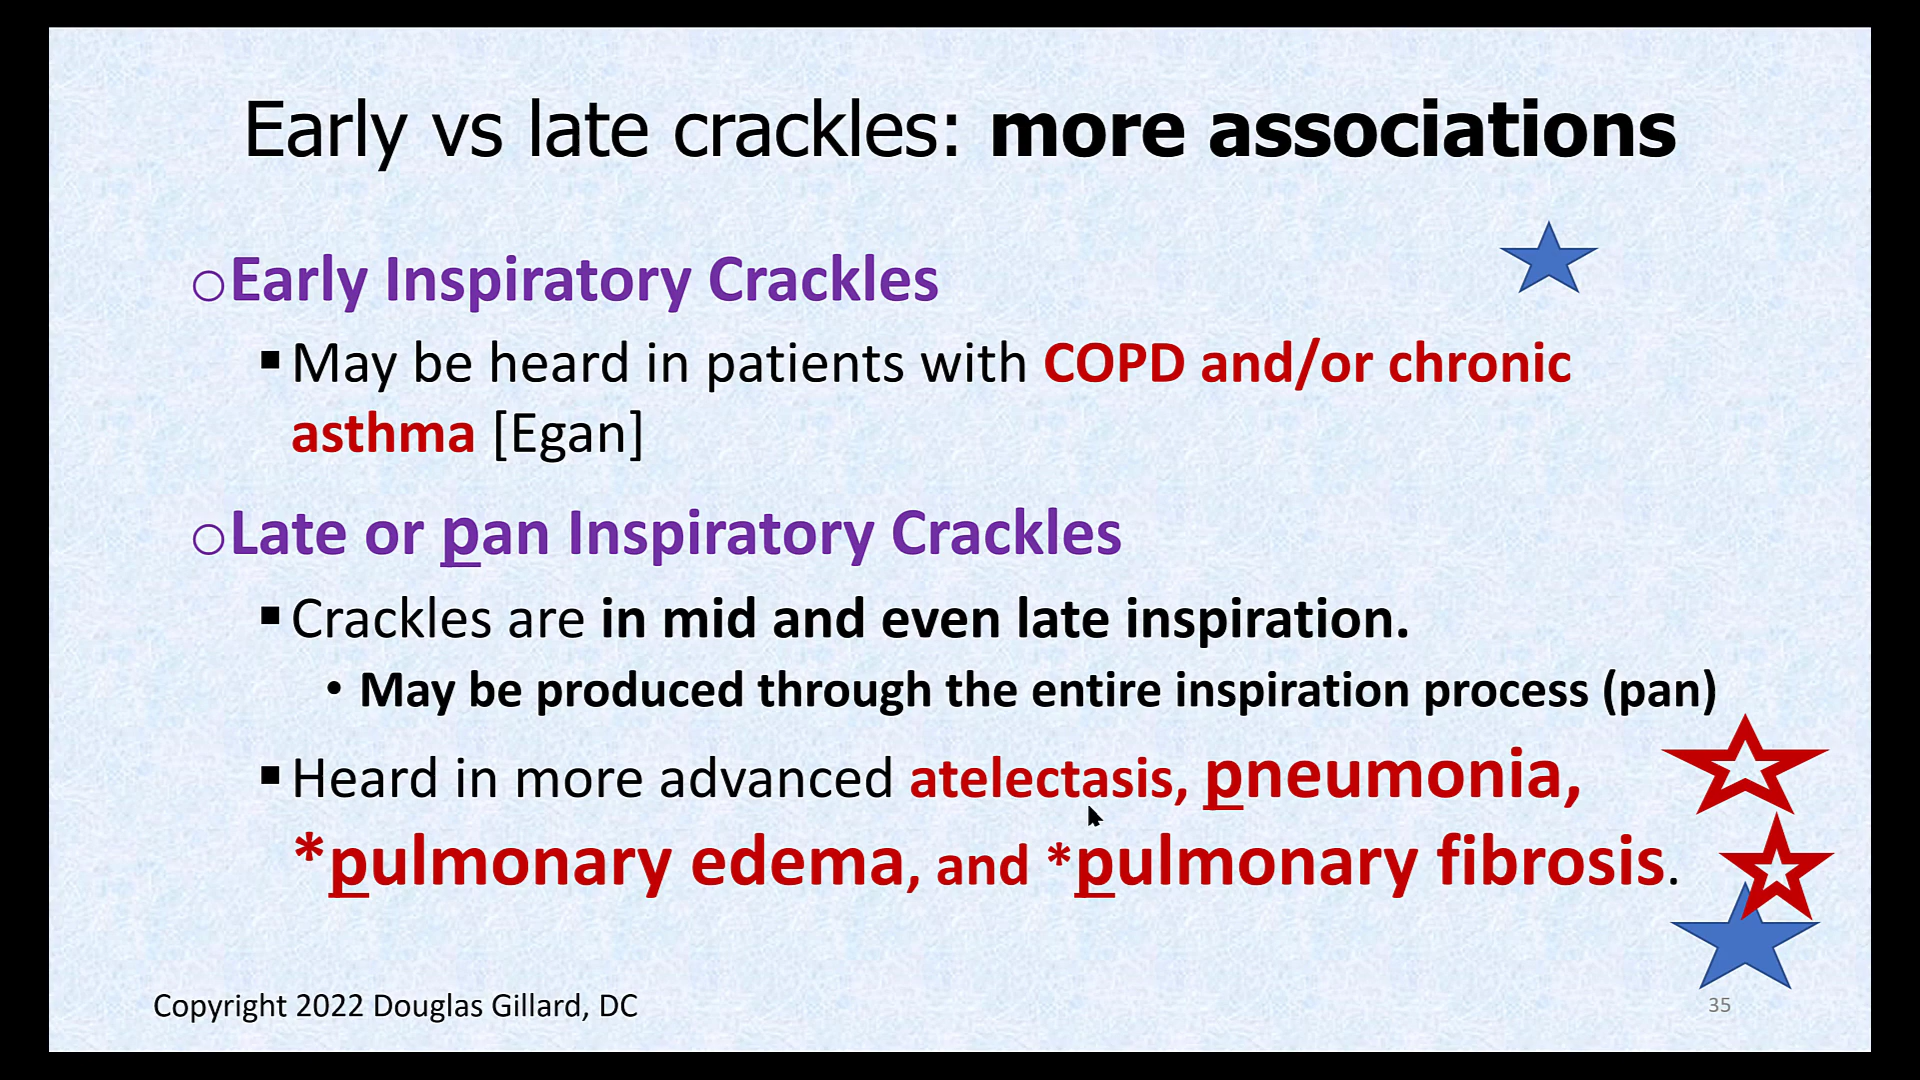 Early vs late crackles: more associations
oEarly Inspiratory Crackles
▪May be heard in patients with COPD and/or chronic
asthma [Egan]
oLate or pan Inspiratory Crackles
▪Crackles are in mid and even late inspiration.
• May be produced through the entire inspiration process (pan)
▪Heard in more advanced atelectasis, pneumonia,
*pulmonary edema, and *pulmonary fibrosis.
Copyright 2022 Douglas Gillard, DC
35